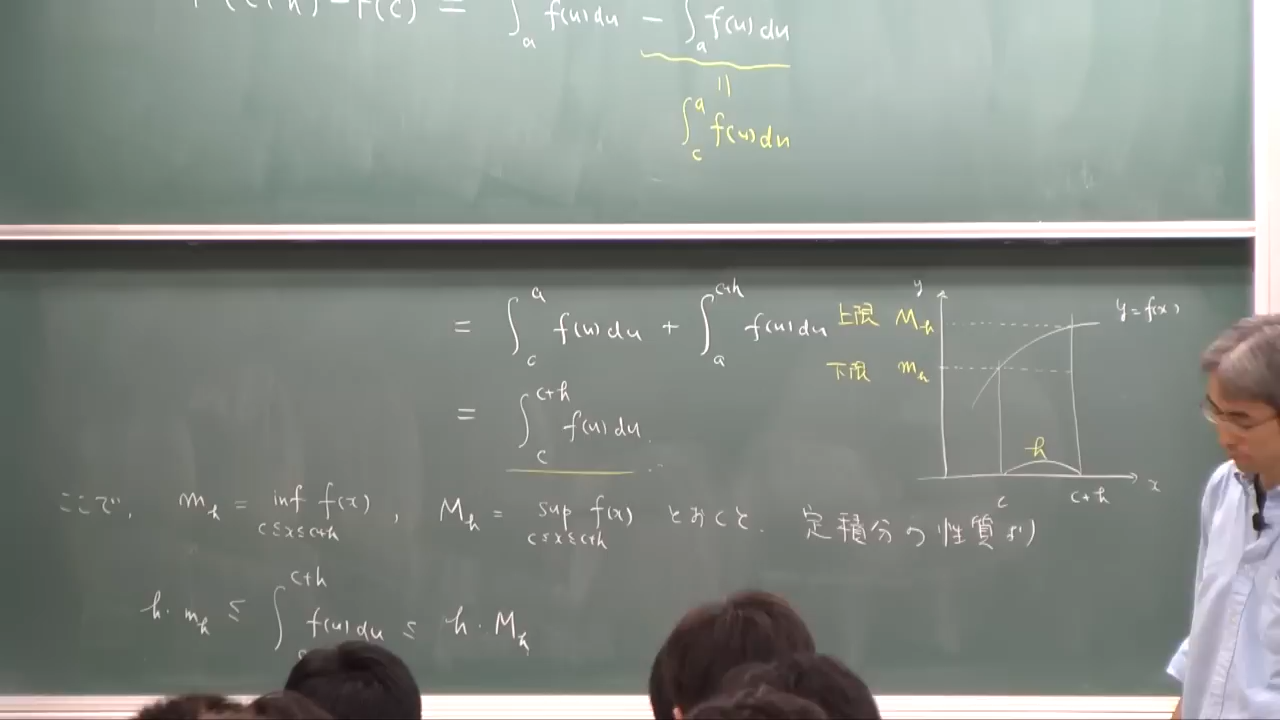 F(c+h) - F(c) = ∫_a f(u)du - ∫_a f(u)du
||
∫_c^a f(u)du
= ∫_c^a f(u)du + ∫_a^{c+h} f(u)du
= ∫_c^{c+h} f(u)du.
y
上限 M_h
y=f(x)
下限 m_h
h
c c+h x
ここで, m_h = inf_{c≤x≤c+h} f(x), M_h = sup_{c≤x≤c+h} f(x) とおくと. 定積分の性質より
h・m_h ≤ ∫^{c+h} f(u)du ≤ h・M_h